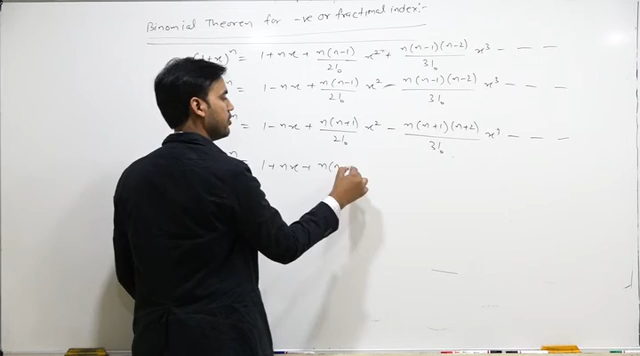 Binomial Theorem for -ve or fractional index:-
(1+x)^n = 1 + nx + n(n-1)/2! x² + n(n-1)(n-2)/3! x³ - - -
n = 1 - nx + n(n-1)/2! x² - n(n-1)(n-2)/3! x³ - - -
n = 1 - nx + n(n+1)/2! x² - n(n+1)(n+2)/3! x³ - - -
n = 1 + nx + n(n